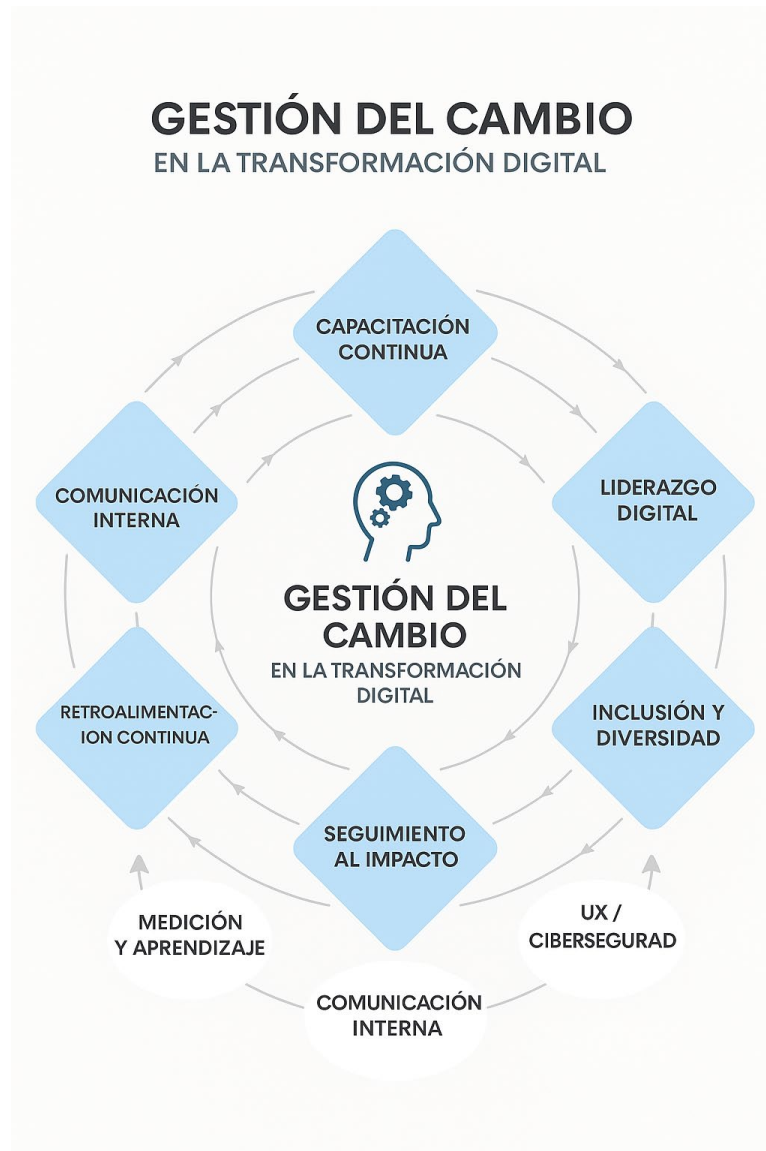 GESTIÓN DEL CAMBIO
EN LA TRANSFORMACIÓN DIGITAL
CAPACITACIÓN
CONTINUA
COMUNICACIÓN
INTERNA
LIDERAZGO
DIGITAL
GESTIÓN DEL
CAMBIO
EN LA TRANSFORMACIÓN
DIGITAL
RETROALIMENTAC-
ION CONTINUA
INCLUSIÓN Y
DIVERSIDAD
SEGUIMIENTO
AL IMPACTO
MEDICIÓN
Y APRENDIZAJE
UX /
CIBERSEGURAD
COMUNICACIÓN
INTERNA